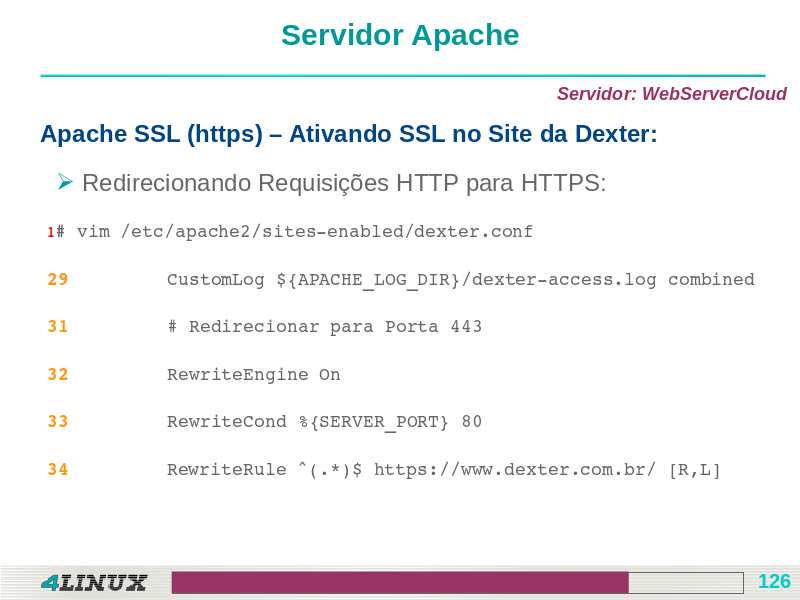 Servidor Apache
Servidor: WebServerCloud
Apache SSL (https) – Ativando SSL no Site da Dexter:
Redirecionando Requisições HTTP para HTTPS:
1# vim /etc/apache2/sites-enabled/dexter.conf
29 CustomLog ${APACHE_LOG_DIR}/dexter-access.log combined
31 # Redirecionar para Porta 443
32 RewriteEngine On
33 RewriteCond %{SERVER_PORT} 80
34 RewriteRule ^(.*)$ https://www.dexter.com.br/ [R,L]
4LINUX
126